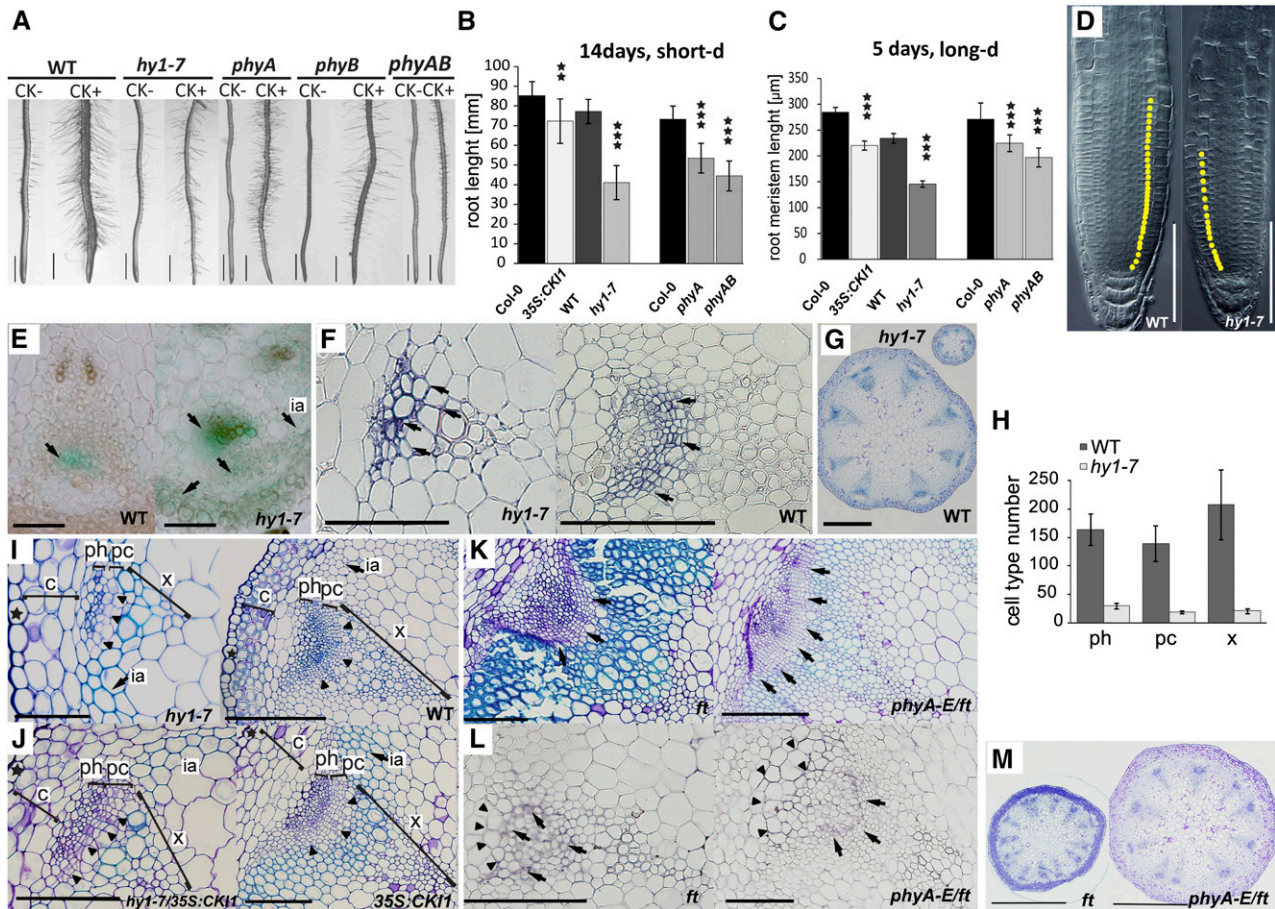 A
WT hy1-7 phyA phyB phyAB
CK- CK+ CK- CK+ CK- CK+ CK- CK+ CK- CK+
B
14days, short-d
root lenght [mm]
100
90
80
70
60
50
40
30
20
10
0
Col-0 35S:CKI1 WT hy1-7 Col-0 phyA phyAB
C
5 days, long-d
root meristem lenght [µm]
350
300
250
200
150
100
50
0
Col-0 35S:CKI1 WT hy1-7 Col-0 phyA phyAB
D
WT hy1-7
E
ia
WT hy1-7
F
hy1-7 WT
G
hy1-7
WT
H
WT
hy1-7
cell type number
250
200
150
100
50
0
ph pc x
I
ph pc
c
x
ia
hy1-7
ia
c
ph pc
x
WT
J
ph pc
c
ia
x
hy1-7/35S:CKI1
c
ph pc
ia
x
35S:CKI1
K
ft phyA-E/ft
L
ft phyA-E/ft
M
ft phyA-E/ft